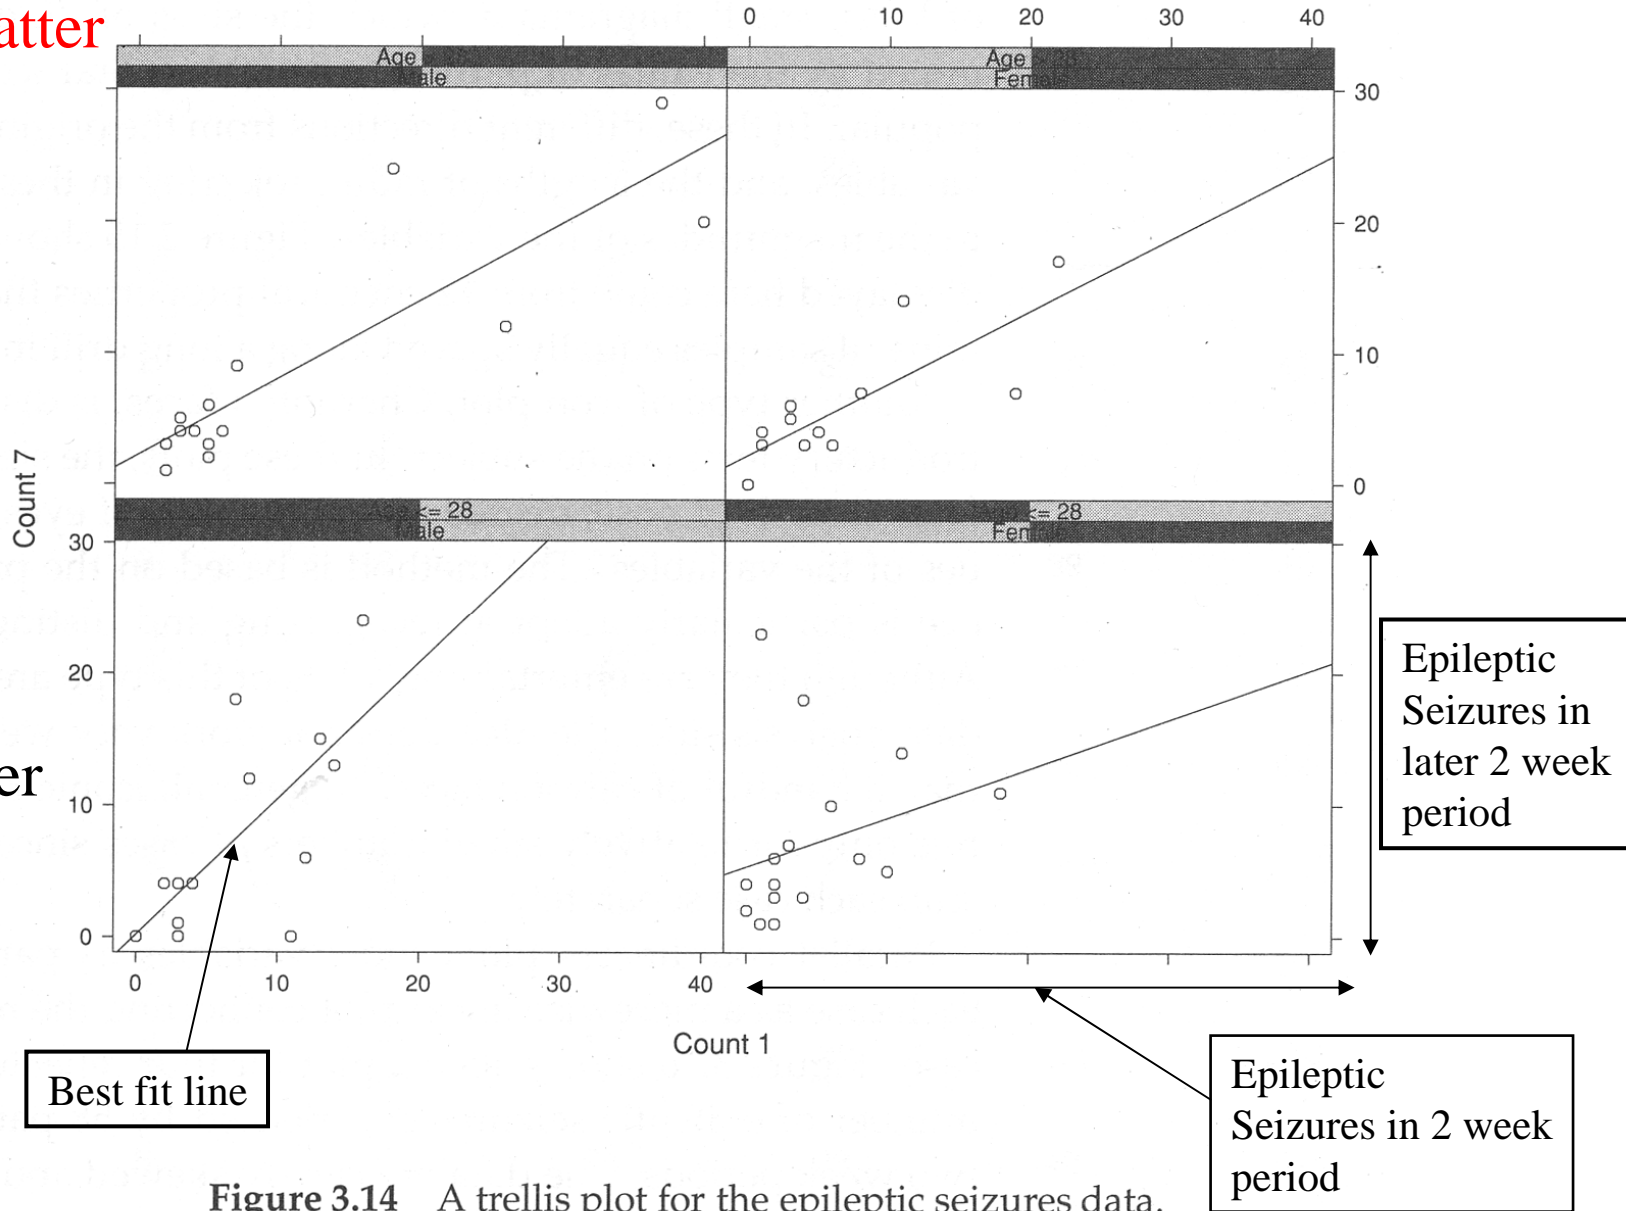 atter
0 10 20 30 40
Age
Age > 28
Male
Female
30
20
10
0
Count 7
Age <= 28
Age <= 28
Male
Female
30
20
10
0
Epileptic
Seizures in
later 2 week
period
er
0 10 20 30 40
Count 1
Best fit line
Epileptic
Seizures in 2 week
period
Figure 3.14 A trellis plot for the epileptic seizures data.